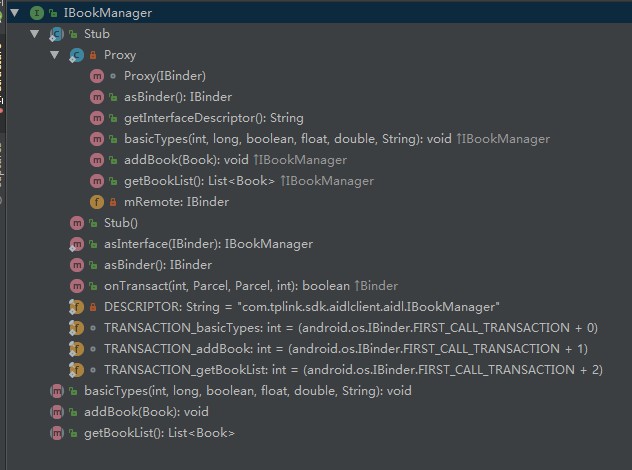 IBookManager
Stub
Proxy
Proxy(IBinder)
asBinder(): IBinder
getInterfaceDescriptor(): String
basicTypes(int, long, boolean, float, double, String): void ↑IBookManager
addBook(Book): void ↑IBookManager
getBookList(): List<Book> ↑IBookManager
mRemote: IBinder
Stub()
asInterface(IBinder): IBookManager
asBinder(): IBinder
onTransact(int, Parcel, Parcel, int): boolean ↑Binder
DESCRIPTOR: String = "com.tplink.sdk.aidlclient.aidl.IBookManager"
TRANSACTION_basicTypes: int = (android.os.IBinder.FIRST_CALL_TRANSACTION + 0)
TRANSACTION_addBook: int = (android.os.IBinder.FIRST_CALL_TRANSACTION + 1)
TRANSACTION_getBookList: int = (android.os.IBinder.FIRST_CALL_TRANSACTION + 2)
basicTypes(int, long, boolean, float, double, String): void
addBook(Book): void
getBookList(): List<Book>